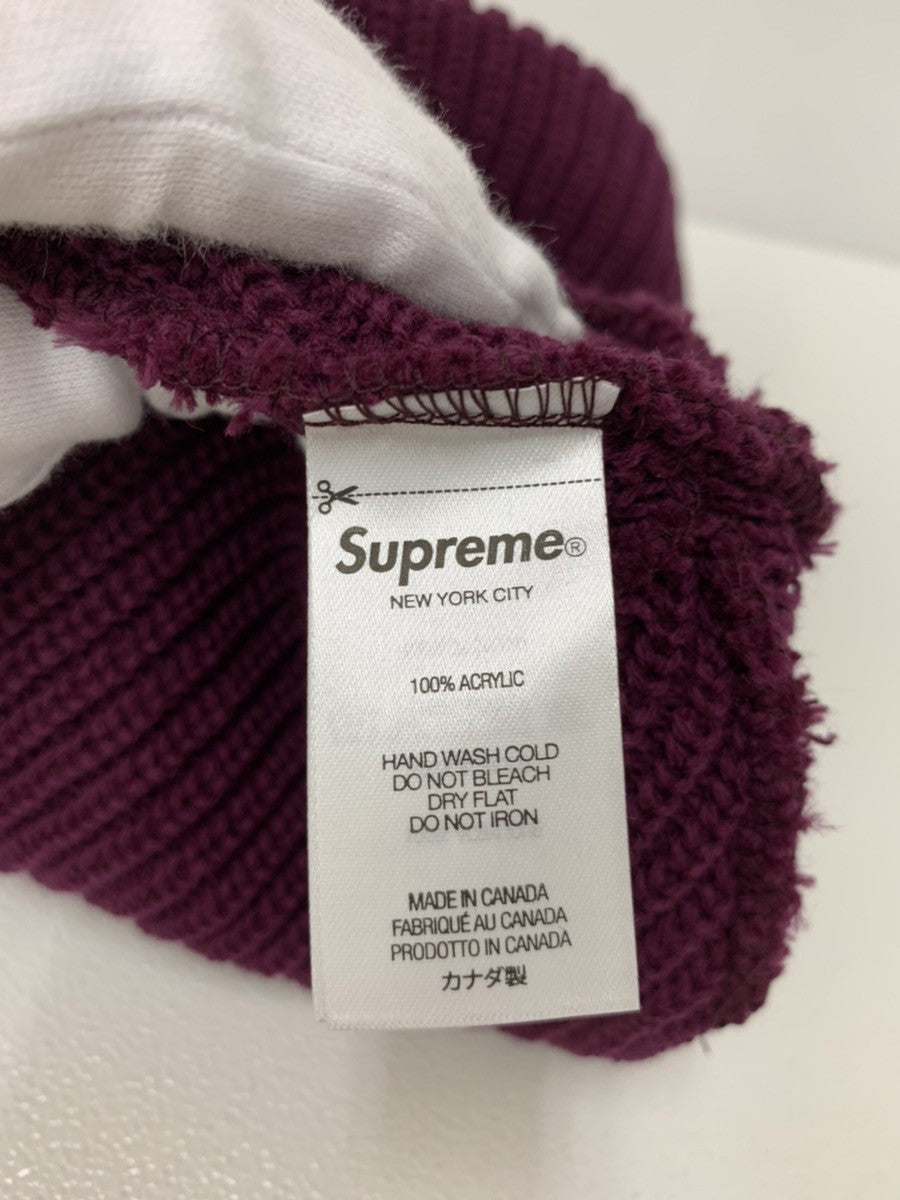 Supreme®
NEW YORK CITY
100% ACRYLIC
HAND WASH COLD
DO NOT BLEACH
DRY FLAT
DO NOT IRON
MADE IN CANADA
FABRIQUÉ AU CANADA
PRODOTTO IN CANADA
カナダ製